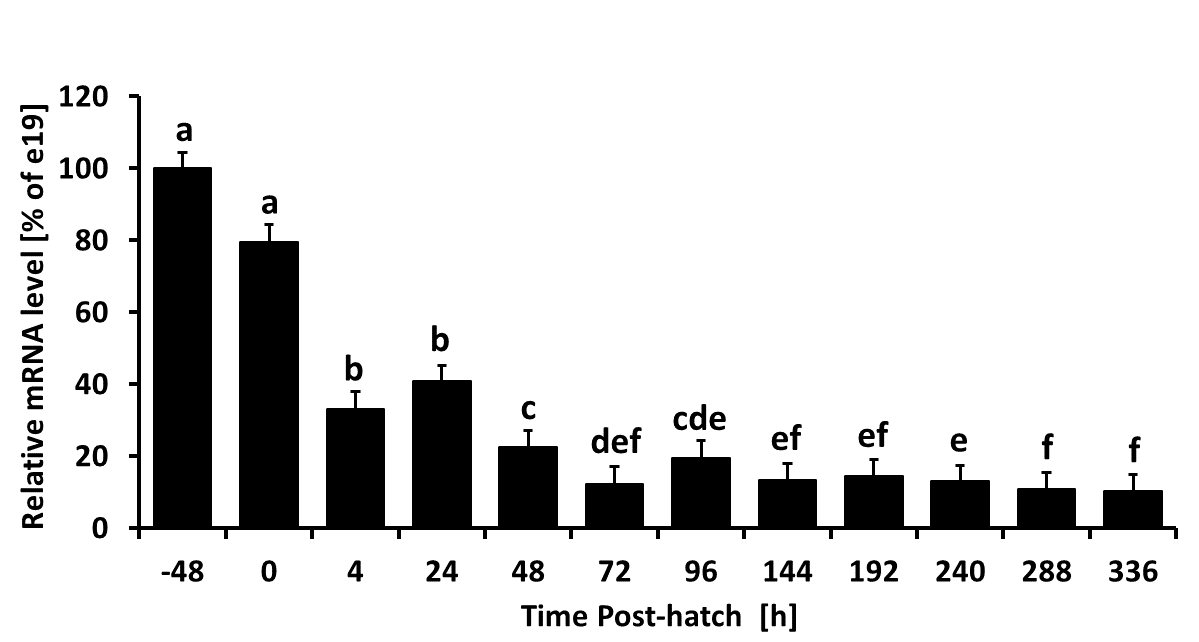 Relative mRNA level [% of e19]
120
100
80
60
40
20
0
a
a
b
b
c
def
cde
ef
ef
e
f
f
-48 0 4 24 48 72 96 144 192 240 288 336
Time Post-hatch [h]